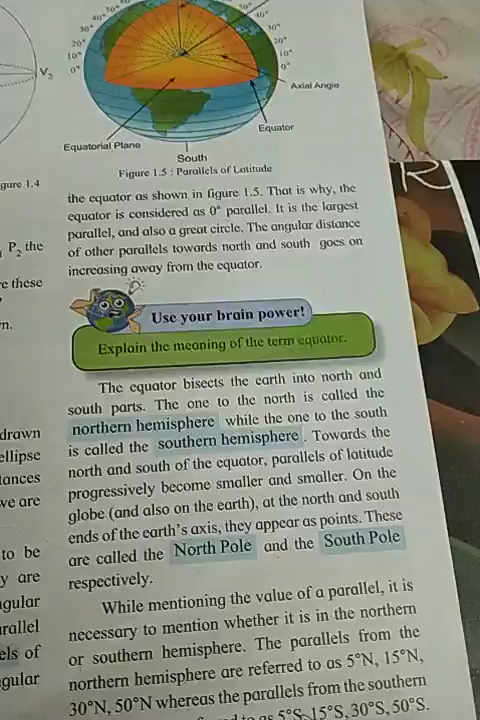 50°
40°
30°
20°
10°
0°
50°
40°
30°
20°
10°
0°
V2
Axial Angle
Equator
Equatorial Plane
South
Figure 1.5 : Parallels of Latitude
gure 1.4
P2 the
e these
n.
drawn
ellipse
tances
we are
to be
y are
ngular
rallel
els of
ngular
the equator as shown in figure 1.5. That is why, the
equator is considered as 0° parallel. It is the largest
parallel, and also a great circle. The angular distance
of other parallels towards north and south goes on
increasing away from the equator.
Use your brain power!
Explain the meaning of the term equator.
The equator bisects the earth into north and
south parts. The one to the north is called the
northern hemisphere while the one to the south
is called the southern hemisphere. Towards the
north and south of the equator, parallels of latitude
progressively become smaller and smaller. On the
globe (and also on the earth), at the north and south
ends of the earth's axis, they appear as points. These
are called the North Pole and the South Pole
respectively.
While mentioning the value of a parallel, it is
necessary to mention whether it is in the northern
or southern hemisphere. The parallels from the
northern hemisphere are referred to as 5°N, 15°N,
30°N, 50°N whereas the parallels from the southern
to as 5°S, 15°S, 30°S, 50°S.
R